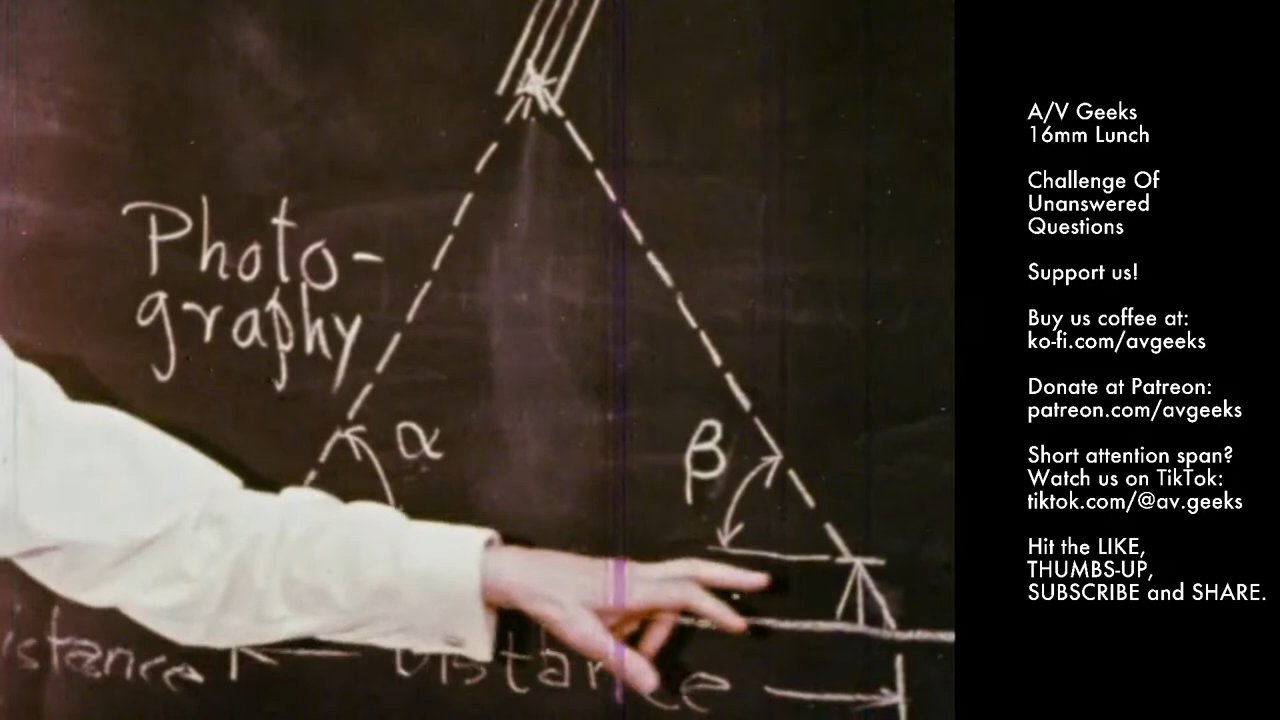 Photo-
graphy
α
β
Distance
A/V Geeks
16mm Lunch
Challenge Of
Unanswered
Questions
Support us!
Buy us coffee at:
ko-fi.com/avgeeks
Donate at Patreon:
patreon.com/avgeeks
Short attention span?
Watch us on TikTok:
tiktok.com/@av.geeks
Hit the LIKE,
THUMBS-UP,
SUBSCRIBE and SHARE.